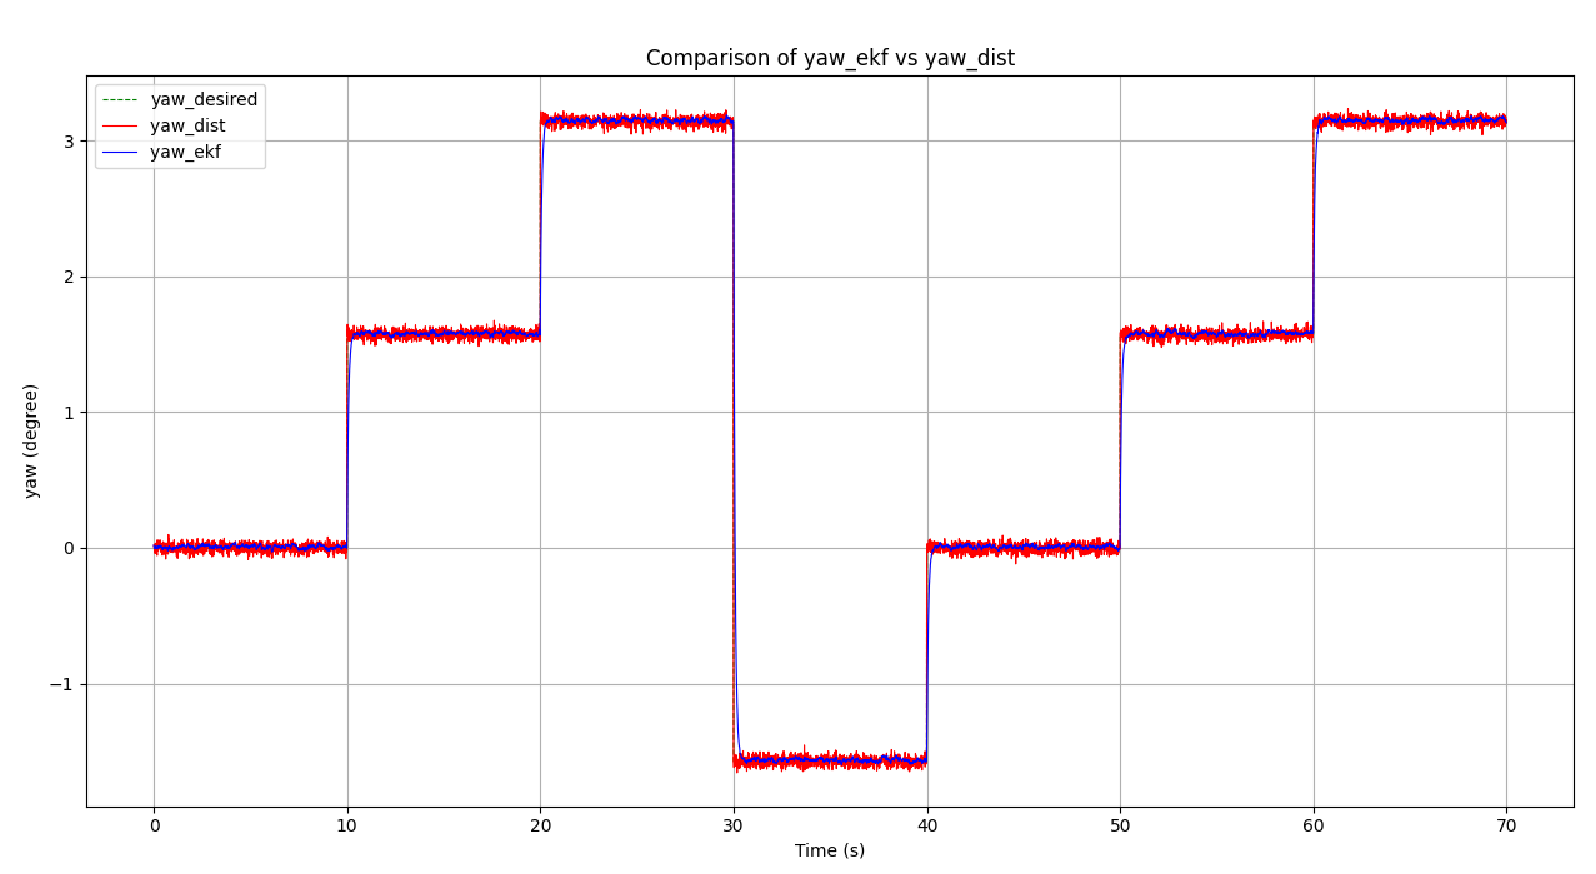 Comparison of yaw_ekf vs yaw_dist
yaw_desired
yaw_dist
yaw_ekf
3
2
1
0
−1
yaw (degree)
0 10 20 30 40 50 60 70
Time (s)